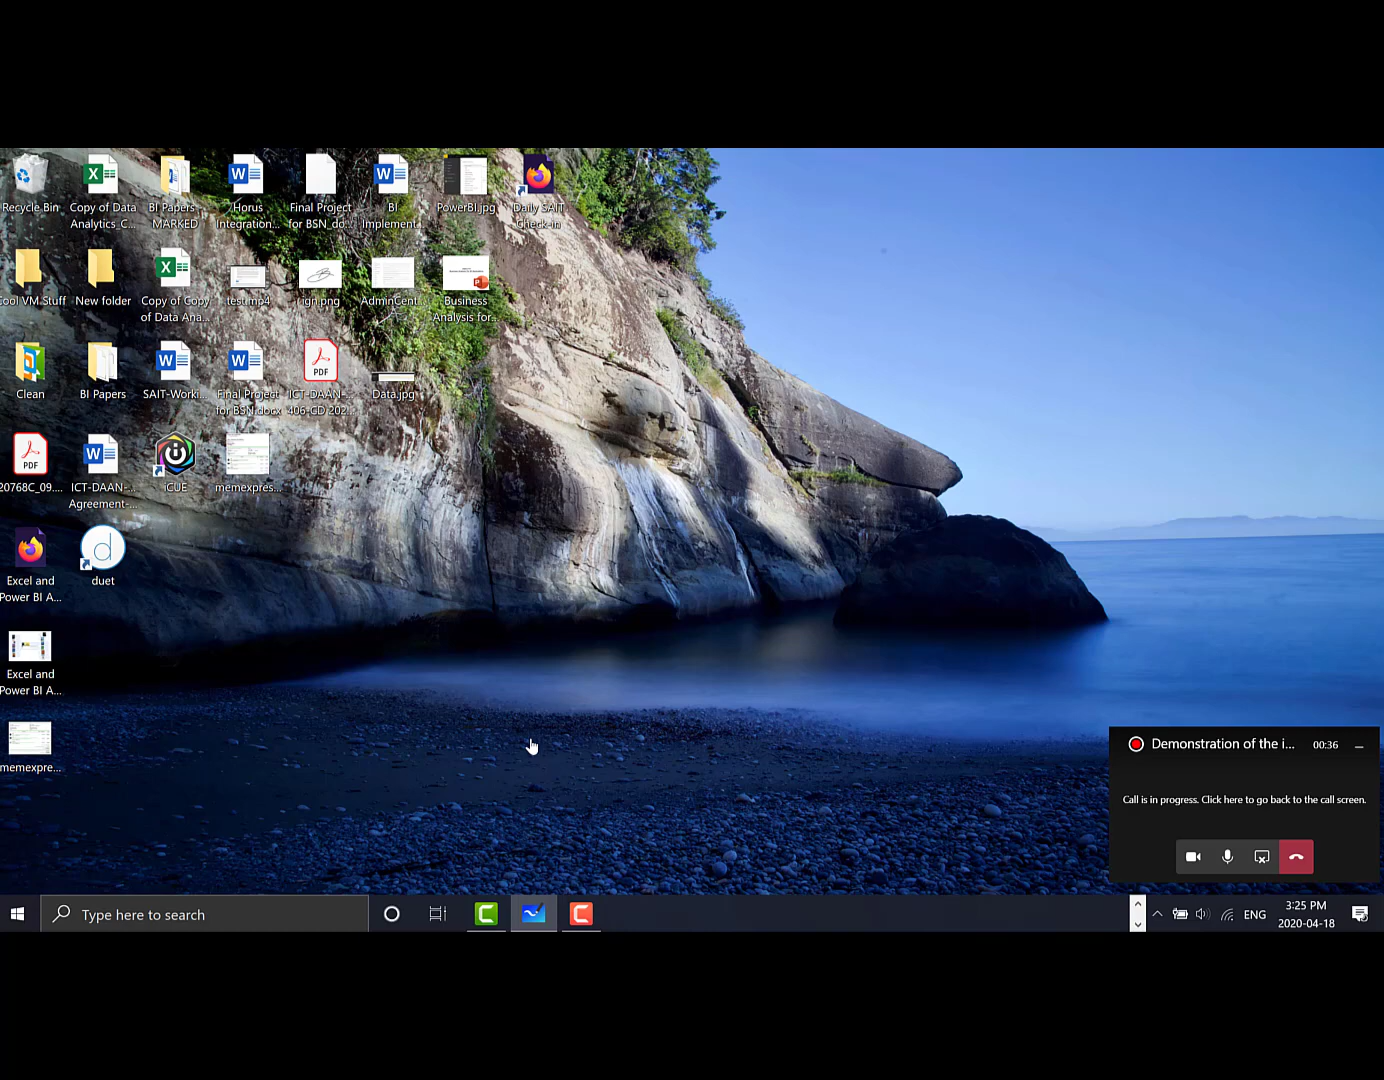 Recycle Bin
Copy of Data
Analytics_C...
BI Papers
MARKED
Horus
Integration...
Final Project
for BSN_do...
BI
Implement...
PowerBI.jpg
Daily SAIT
Check-in
Cool VM Stuff
New folder
Copy of Copy
of Data Ana...
test.mp4
ign.png
AdminCent...
Business
Analysis for...
Clean
BI Papers
SAIT-Worki...
Final Project
for BSN.docx
PDF
ICT-DAAN-...
406-CD 202...
Data.jpg
PDF
20768C_09....
ICT-DAAN-...
Agreement-...
iCUE
memexpres...
Excel and
Power BI A...
duet
Excel and
Power BI A...
memexpre...
Demonstration of the i... 00:36
Call is in progress. Click here to go back to the call screen.
Type here to search
ENG
3:25 PM
2020-04-18